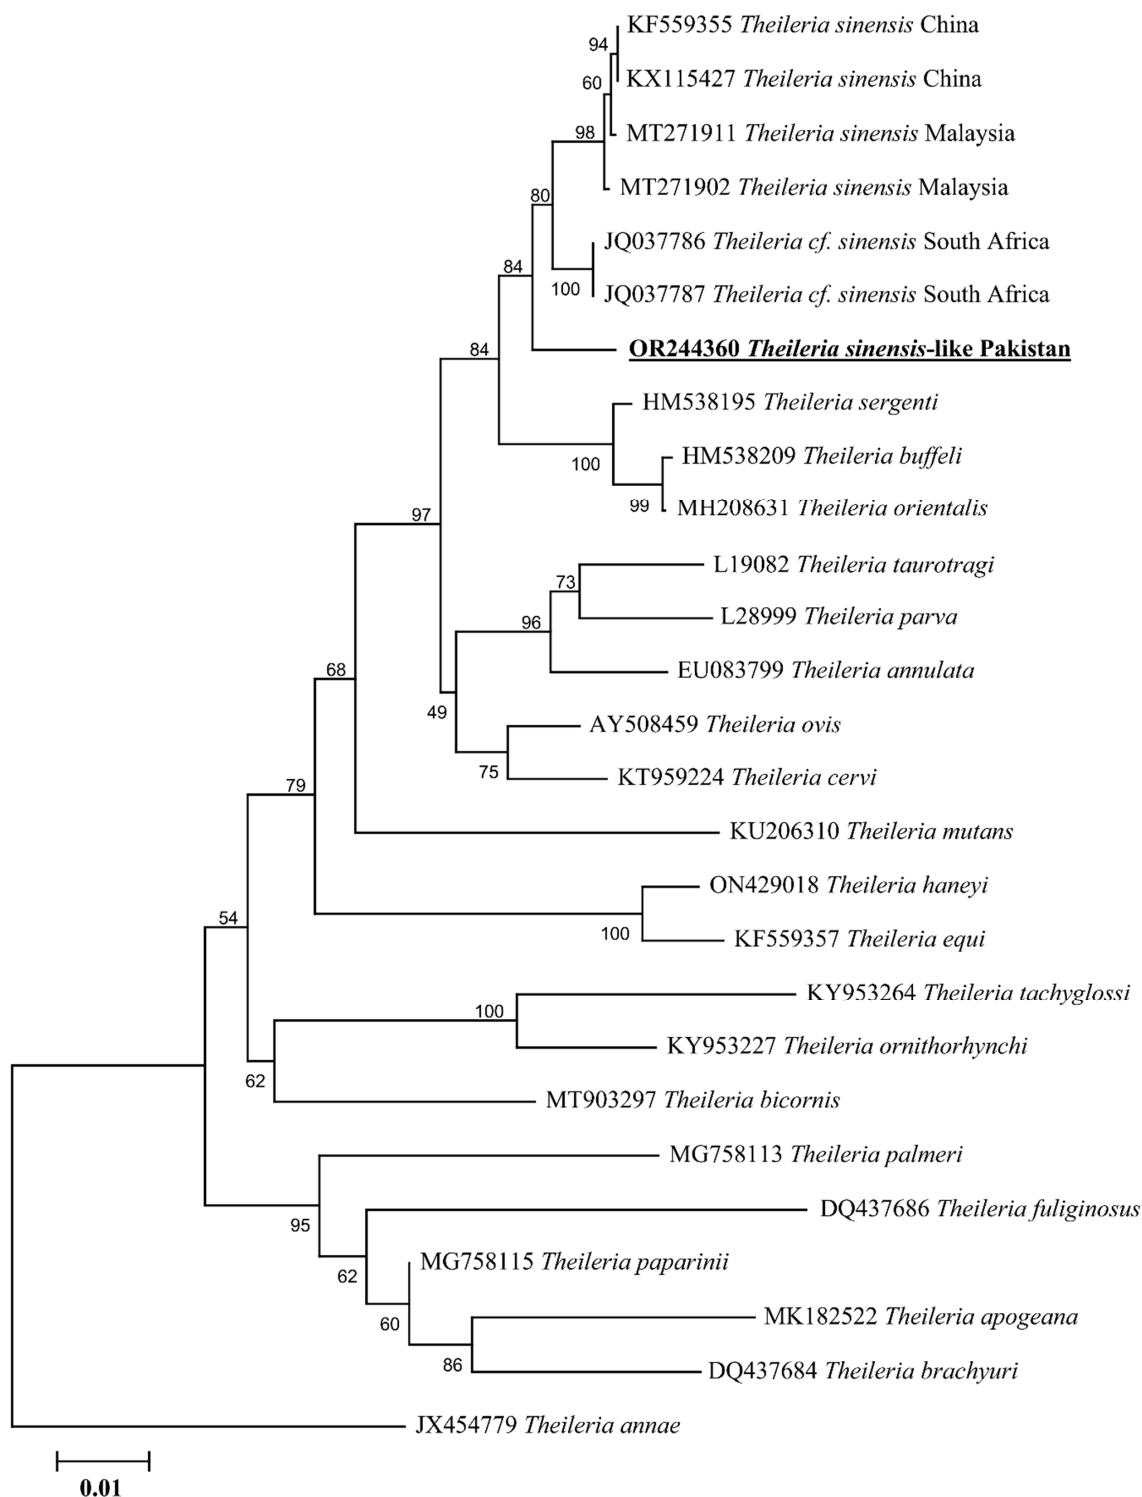 KF559355 Theileria sinensis China
94
60
KX115427 Theileria sinensis China
98
MT271911 Theileria sinensis Malaysia
MT271902 Theileria sinensis Malaysia
80
JQ037786 Theileria cf. sinensis South Africa
84
100
JQ037787 Theileria cf. sinensis South Africa
84
OR244360 Theileria sinensis-like Pakistan
HM538195 Theileria sergenti
100
HM538209 Theileria buffeli
99
MH208631 Theileria orientalis
97
L19082 Theileria taurotragi
73
L28999 Theileria parva
96
EU083799 Theileria annulata
68
49
AY508459 Theileria ovis
75
KT959224 Theileria cervi
79
KU206310 Theileria mutans
ON429018 Theileria haneyi
54
100
KF559357 Theileria equi
KY953264 Theileria tachyglossi
100
KY953227 Theileria ornithorhynchi
62
MT903297 Theileria bicornis
MG758113 Theileria palmeri
95
DQ437686 Theileria fuliginosus
62
MG758115 Theileria paparinii
60
MK182522 Theileria apogeana
86
DQ437684 Theileria brachyuri
JX454779 Theileria annae
0.01